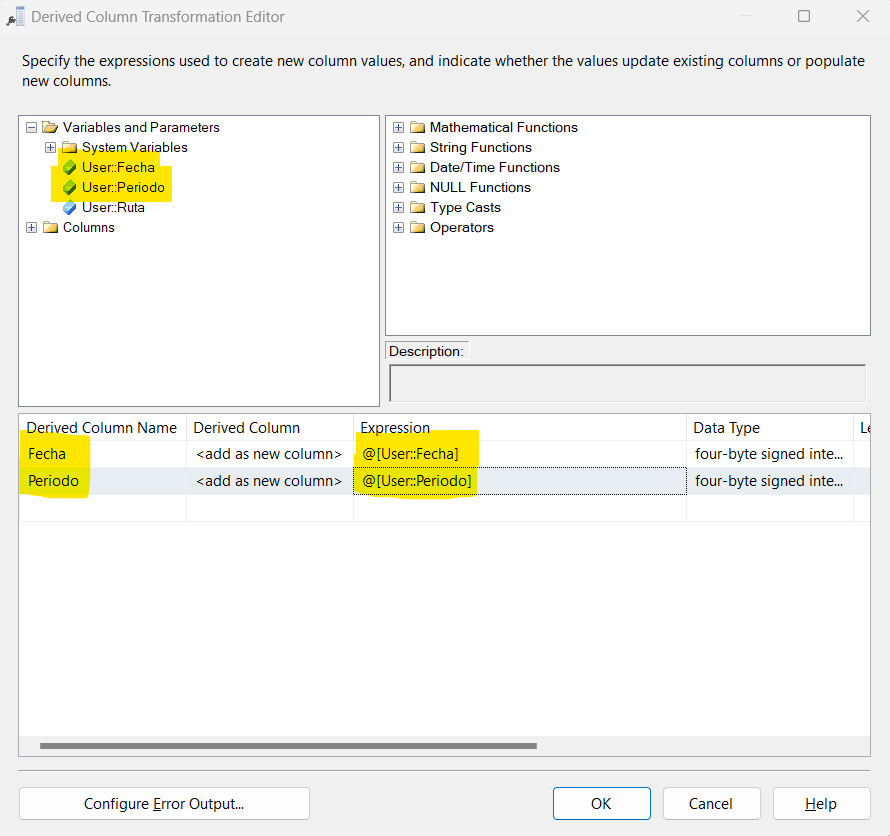 Derived Column Transformation Editor
Specify the expressions used to create new column values, and indicate whether the values update existing columns or populate
new columns.
Variables and Parameters
System Variables
User::Fecha
User::Periodo
User::Ruta
Columns
Mathematical Functions
String Functions
Date/Time Functions
NULL Functions
Type Casts
Operators
Description:
Derived Column Name Derived Column Expression Data Type Le
Fecha <add as new column> @[User::Fecha] four-byte signed inte...
Periodo <add as new column> @[User::Periodo] four-byte signed inte...
Configure Error Output... OK Cancel Help